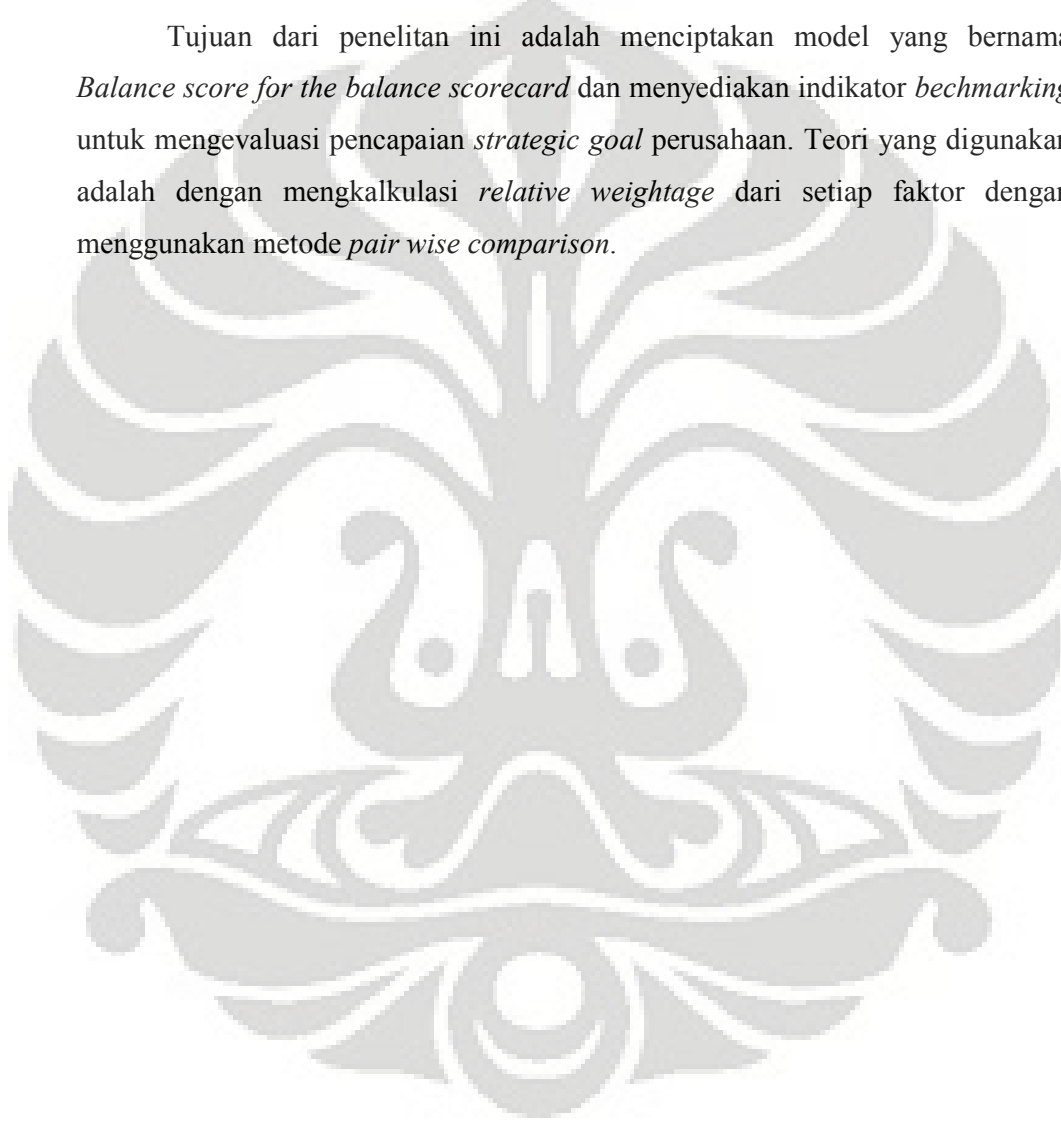 Tujuan dari penelitan ini adalah menciptakan model yang bernama
Balance score for the balance scorecard dan menyediakan indikator bechmarking
untuk mengevaluasi pencapaian strategic goal perusahaan. Teori yang digunakan
adalah dengan mengkalkulasi relative weightage dari setiap faktor dengan
menggunakan metode pair wise comparison.